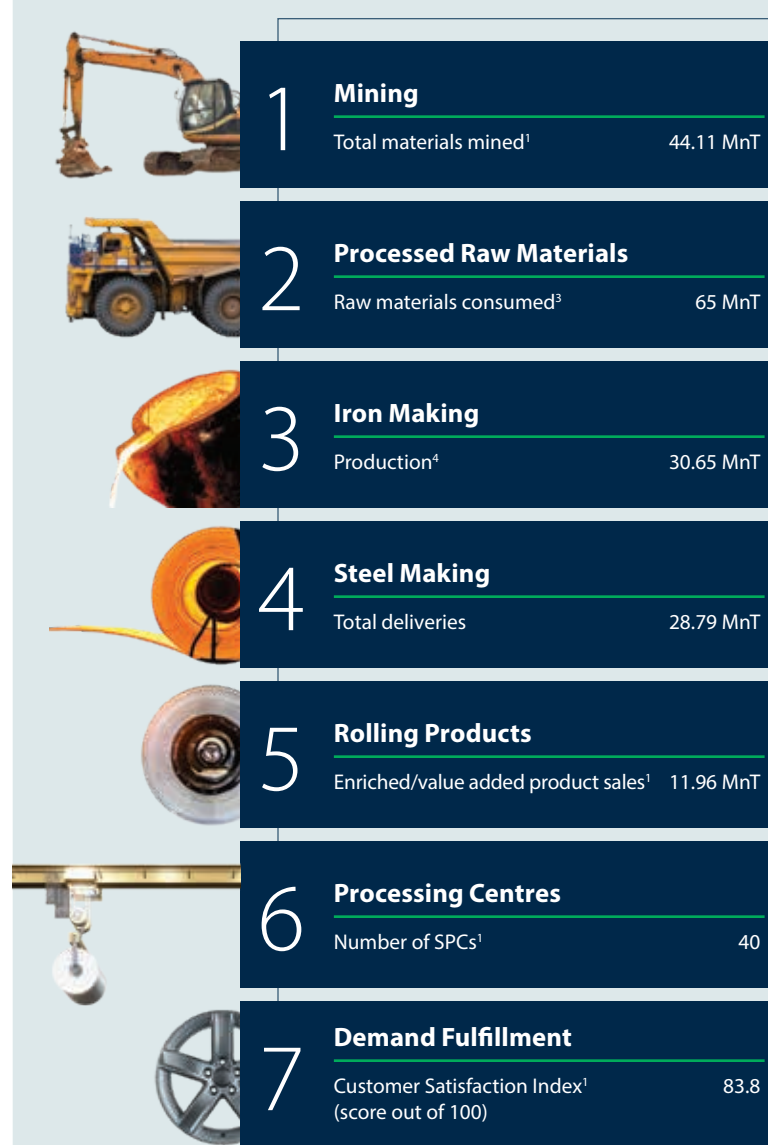 1
Mining
Total materials mined¹ 44.11 MnT
2
Processed Raw Materials
Raw materials consumed³ 65 MnT
3
Iron Making
Production⁴ 30.65 MnT
4
Steel Making
Total deliveries 28.79 MnT
5
Rolling Products
Enriched/value added product sales¹ 11.96 MnT
6
Processing Centres
Number of SPCs¹ 40
7
Demand Fulfillment
Customer Satisfaction Index¹ 83.8
(score out of 100)